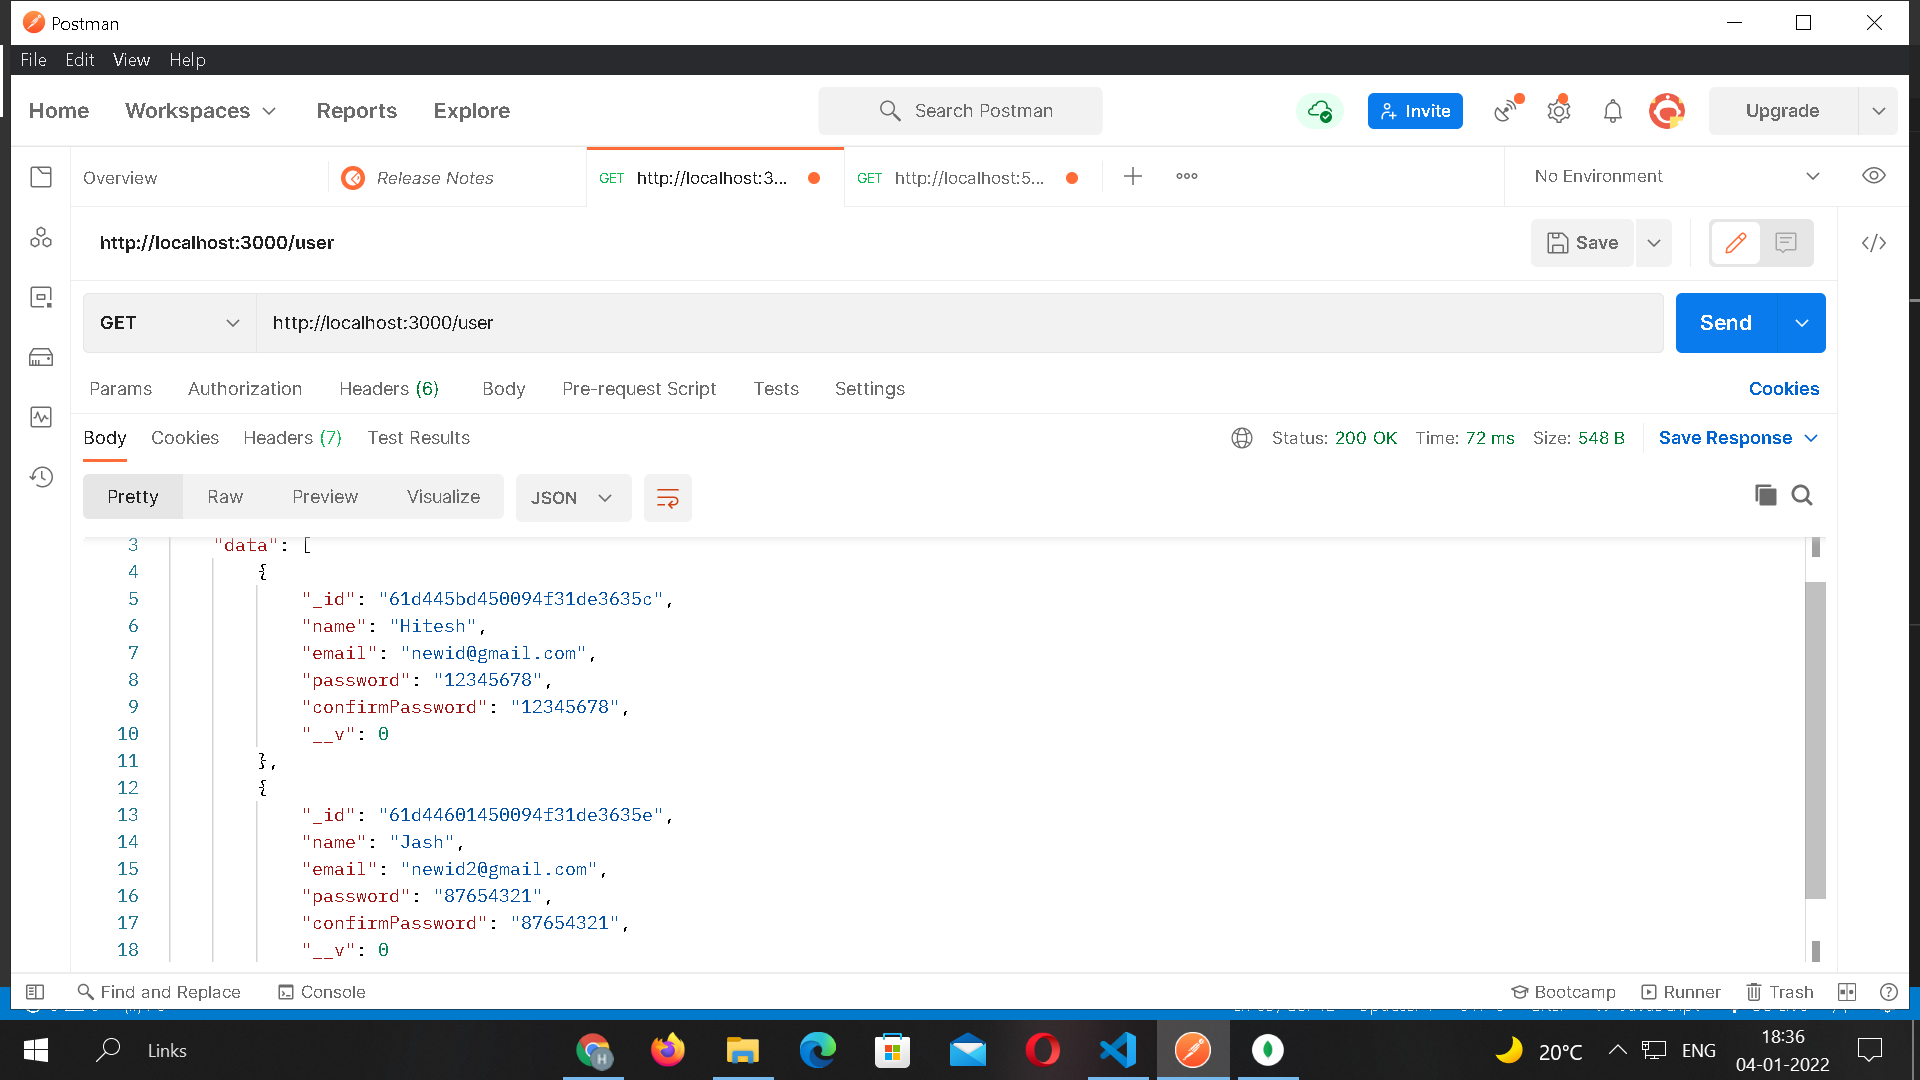 Postman
File Edit View Help
Home Workspaces Reports Explore Search Postman Invite Upgrade
Overview Release Notes GET http://localhost:3... GET http://localhost:5... No Environment
http://localhost:3000/user Save
GET http://localhost:3000/user Send
Params Authorization Headers (6) Body Pre-request Script Tests Settings Cookies
Body Cookies Headers (7) Test Results Status: 200 OK Time: 72 ms Size: 548 B Save Response
Pretty Raw Preview Visualize JSON
3 "data": [
4 {
5 "_id": "61d445bd450094f31de3635c",
6 "name": "Hitesh",
7 "email": "newid@gmail.com",
8 "password": "12345678",
9 "confirmPassword": "12345678",
10 "__v": 0
11 },
12 {
13 "_id": "61d44601450094f31de3635e",
14 "name": "Jash",
15 "email": "newid2@gmail.com",
16 "password": "87654321",
17 "confirmPassword": "87654321",
18 "__v": 0
Find and Replace Console Bootcamp Runner Trash
Links H 20°C ENG 18:36
04-01-2022